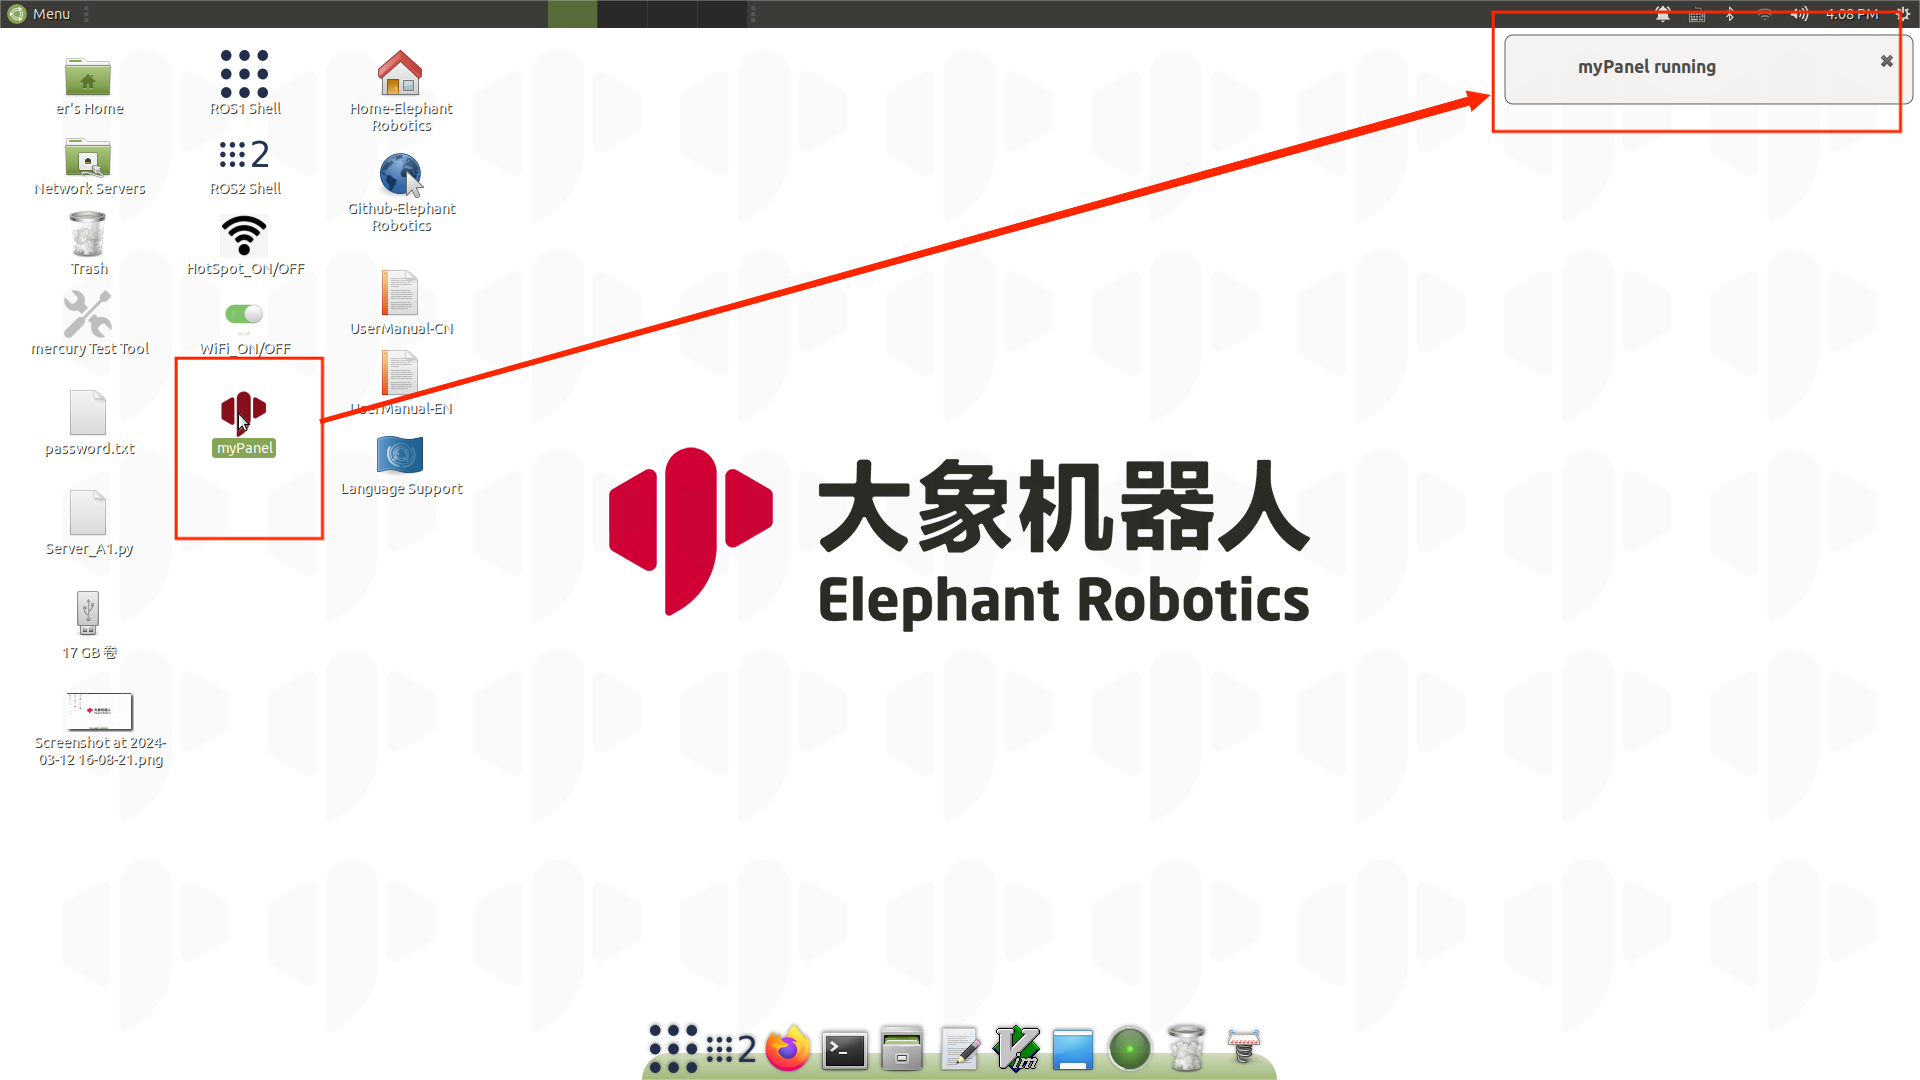 Menu
4:08 PM
myPanel running
er's Home
Network Servers
Trash
mercury Test Tool
password.txt
Server_A1.py
17 GB 卷
Screenshot at 2024-
03-12 16-08-21.png
ROS1 Shell
2
ROS2 Shell
HotSpot_ON/OFF
WiFi_ON/OFF
myPanel
Home-Elephant
Robotics
Github-Elephant
Robotics
UserManual-CN
UserManual-EN
Language Support
大象机器人
Elephant Robotics
2
Vim